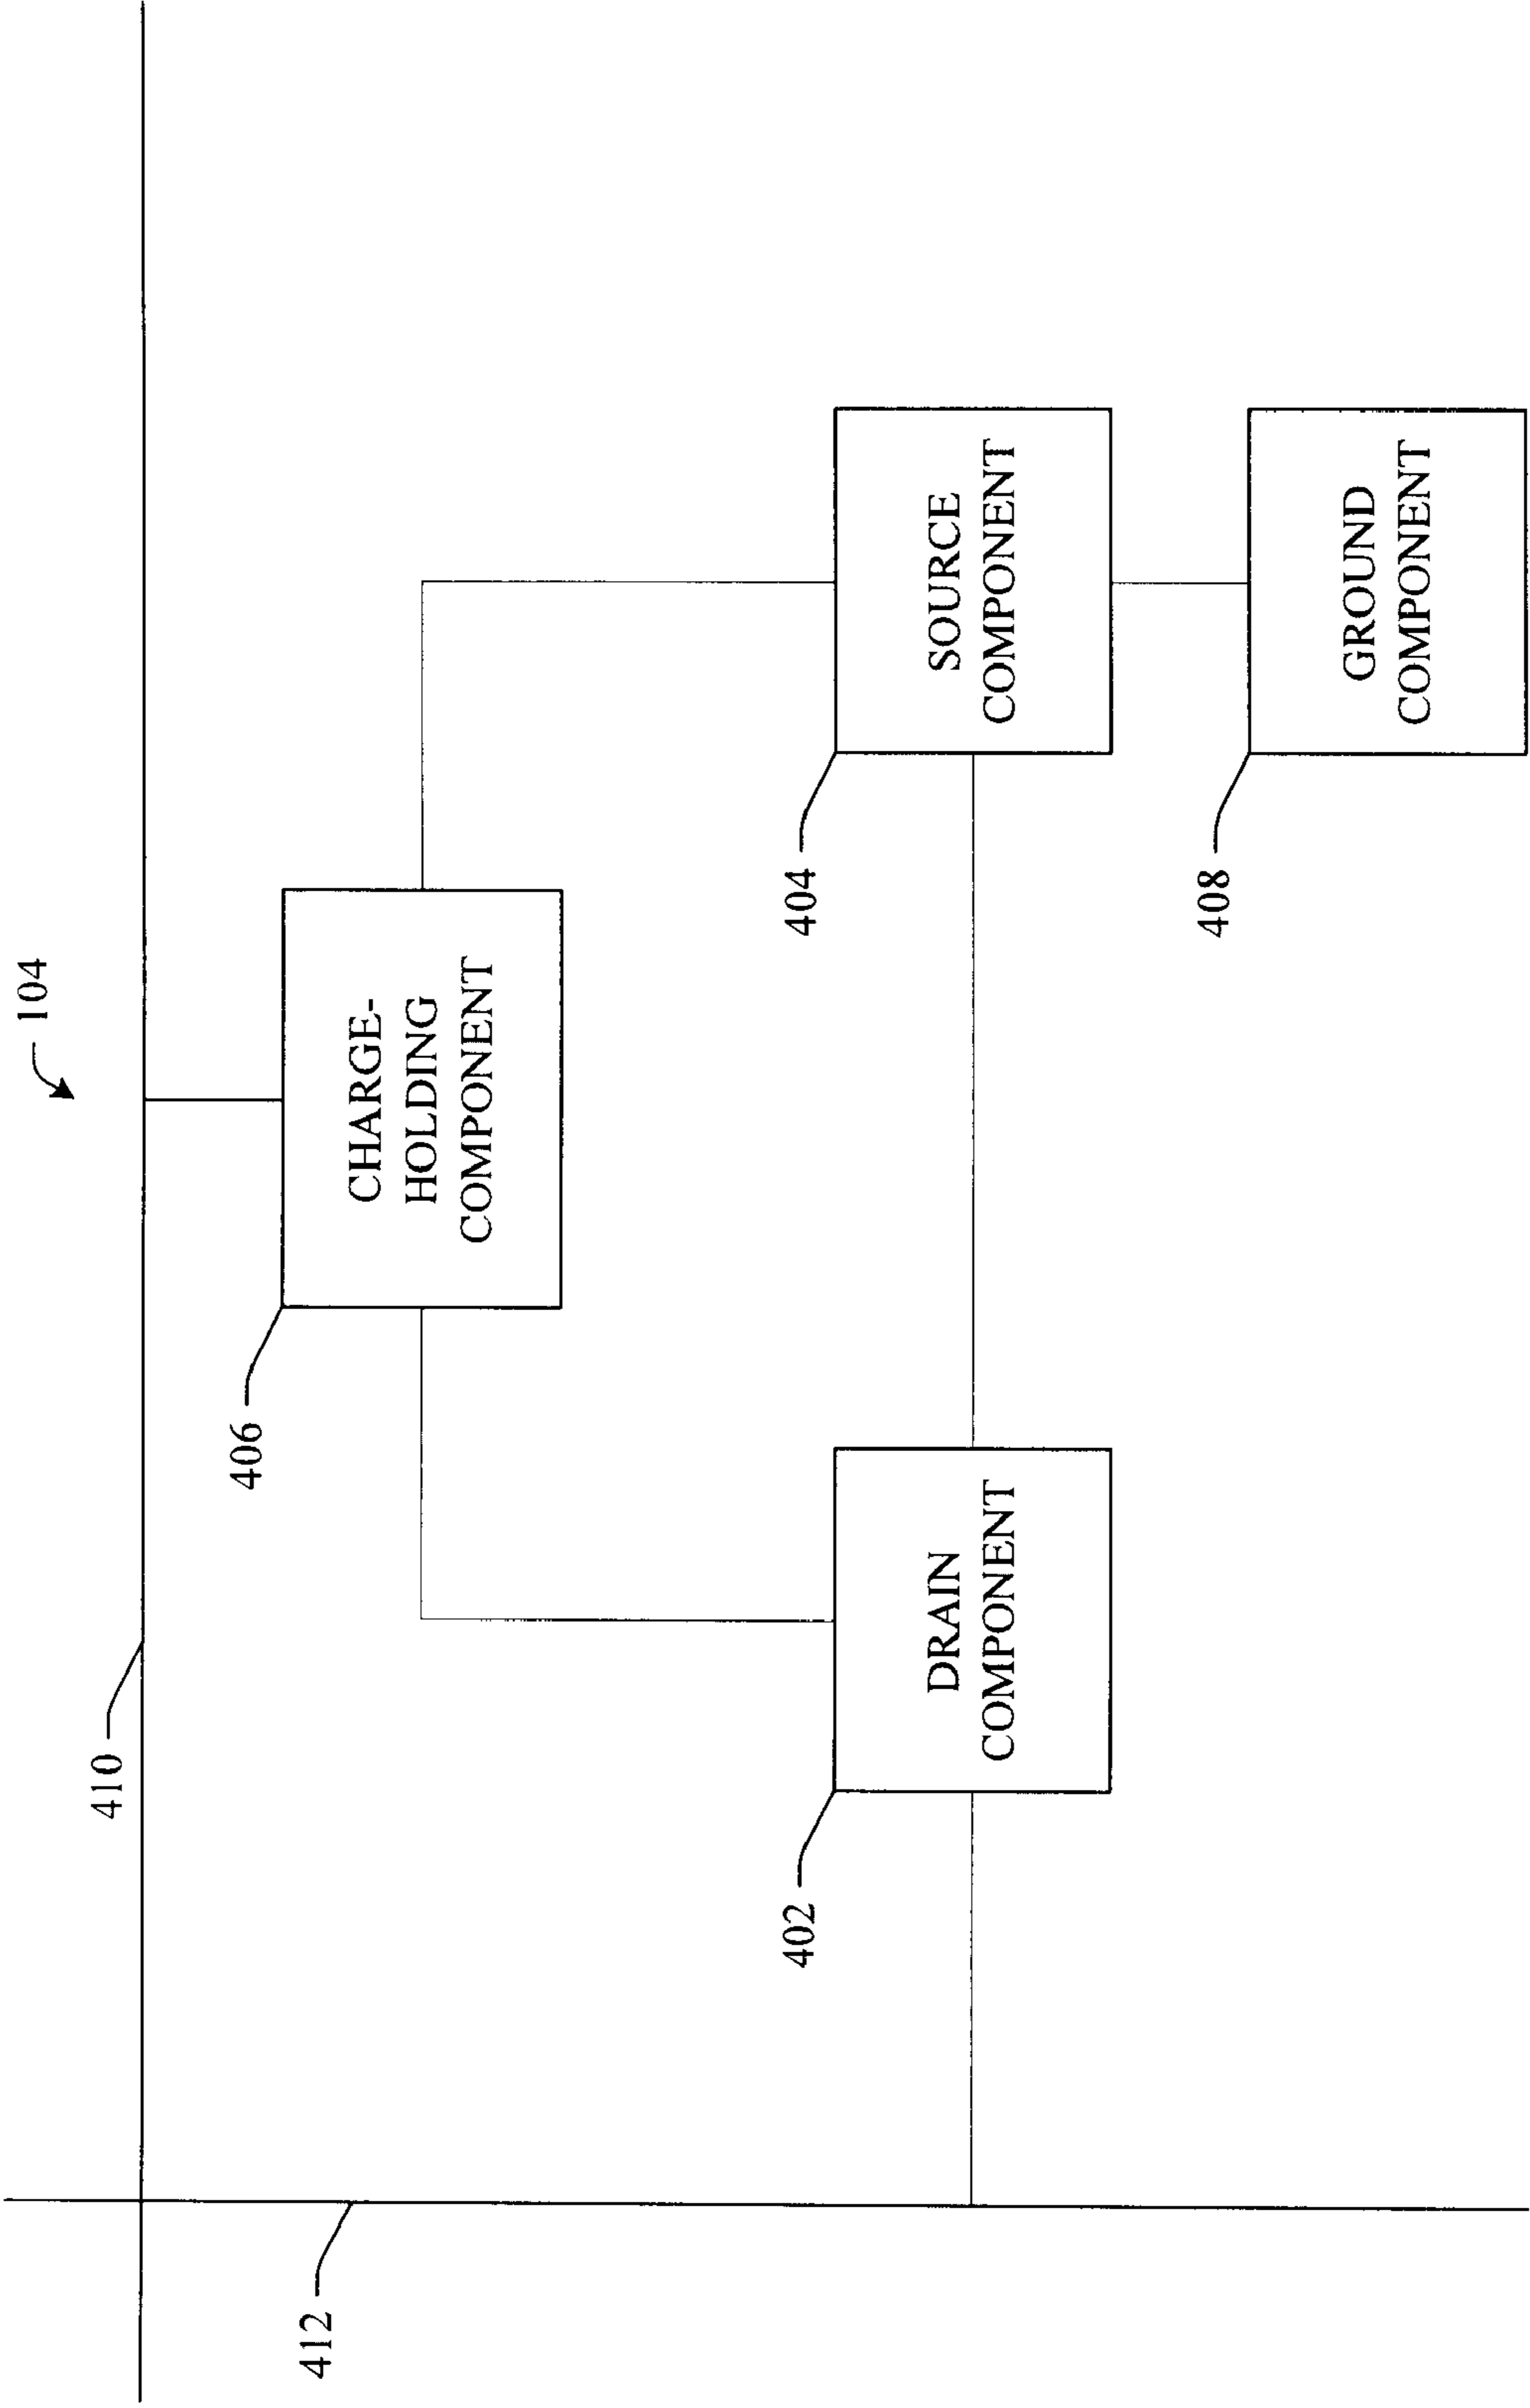 104
410
412
406
CHARGE-
HOLDING
COMPONENT
402
DRAIN
COMPONENT
404
SOURCE
COMPONENT
408
GROUND
COMPONENT